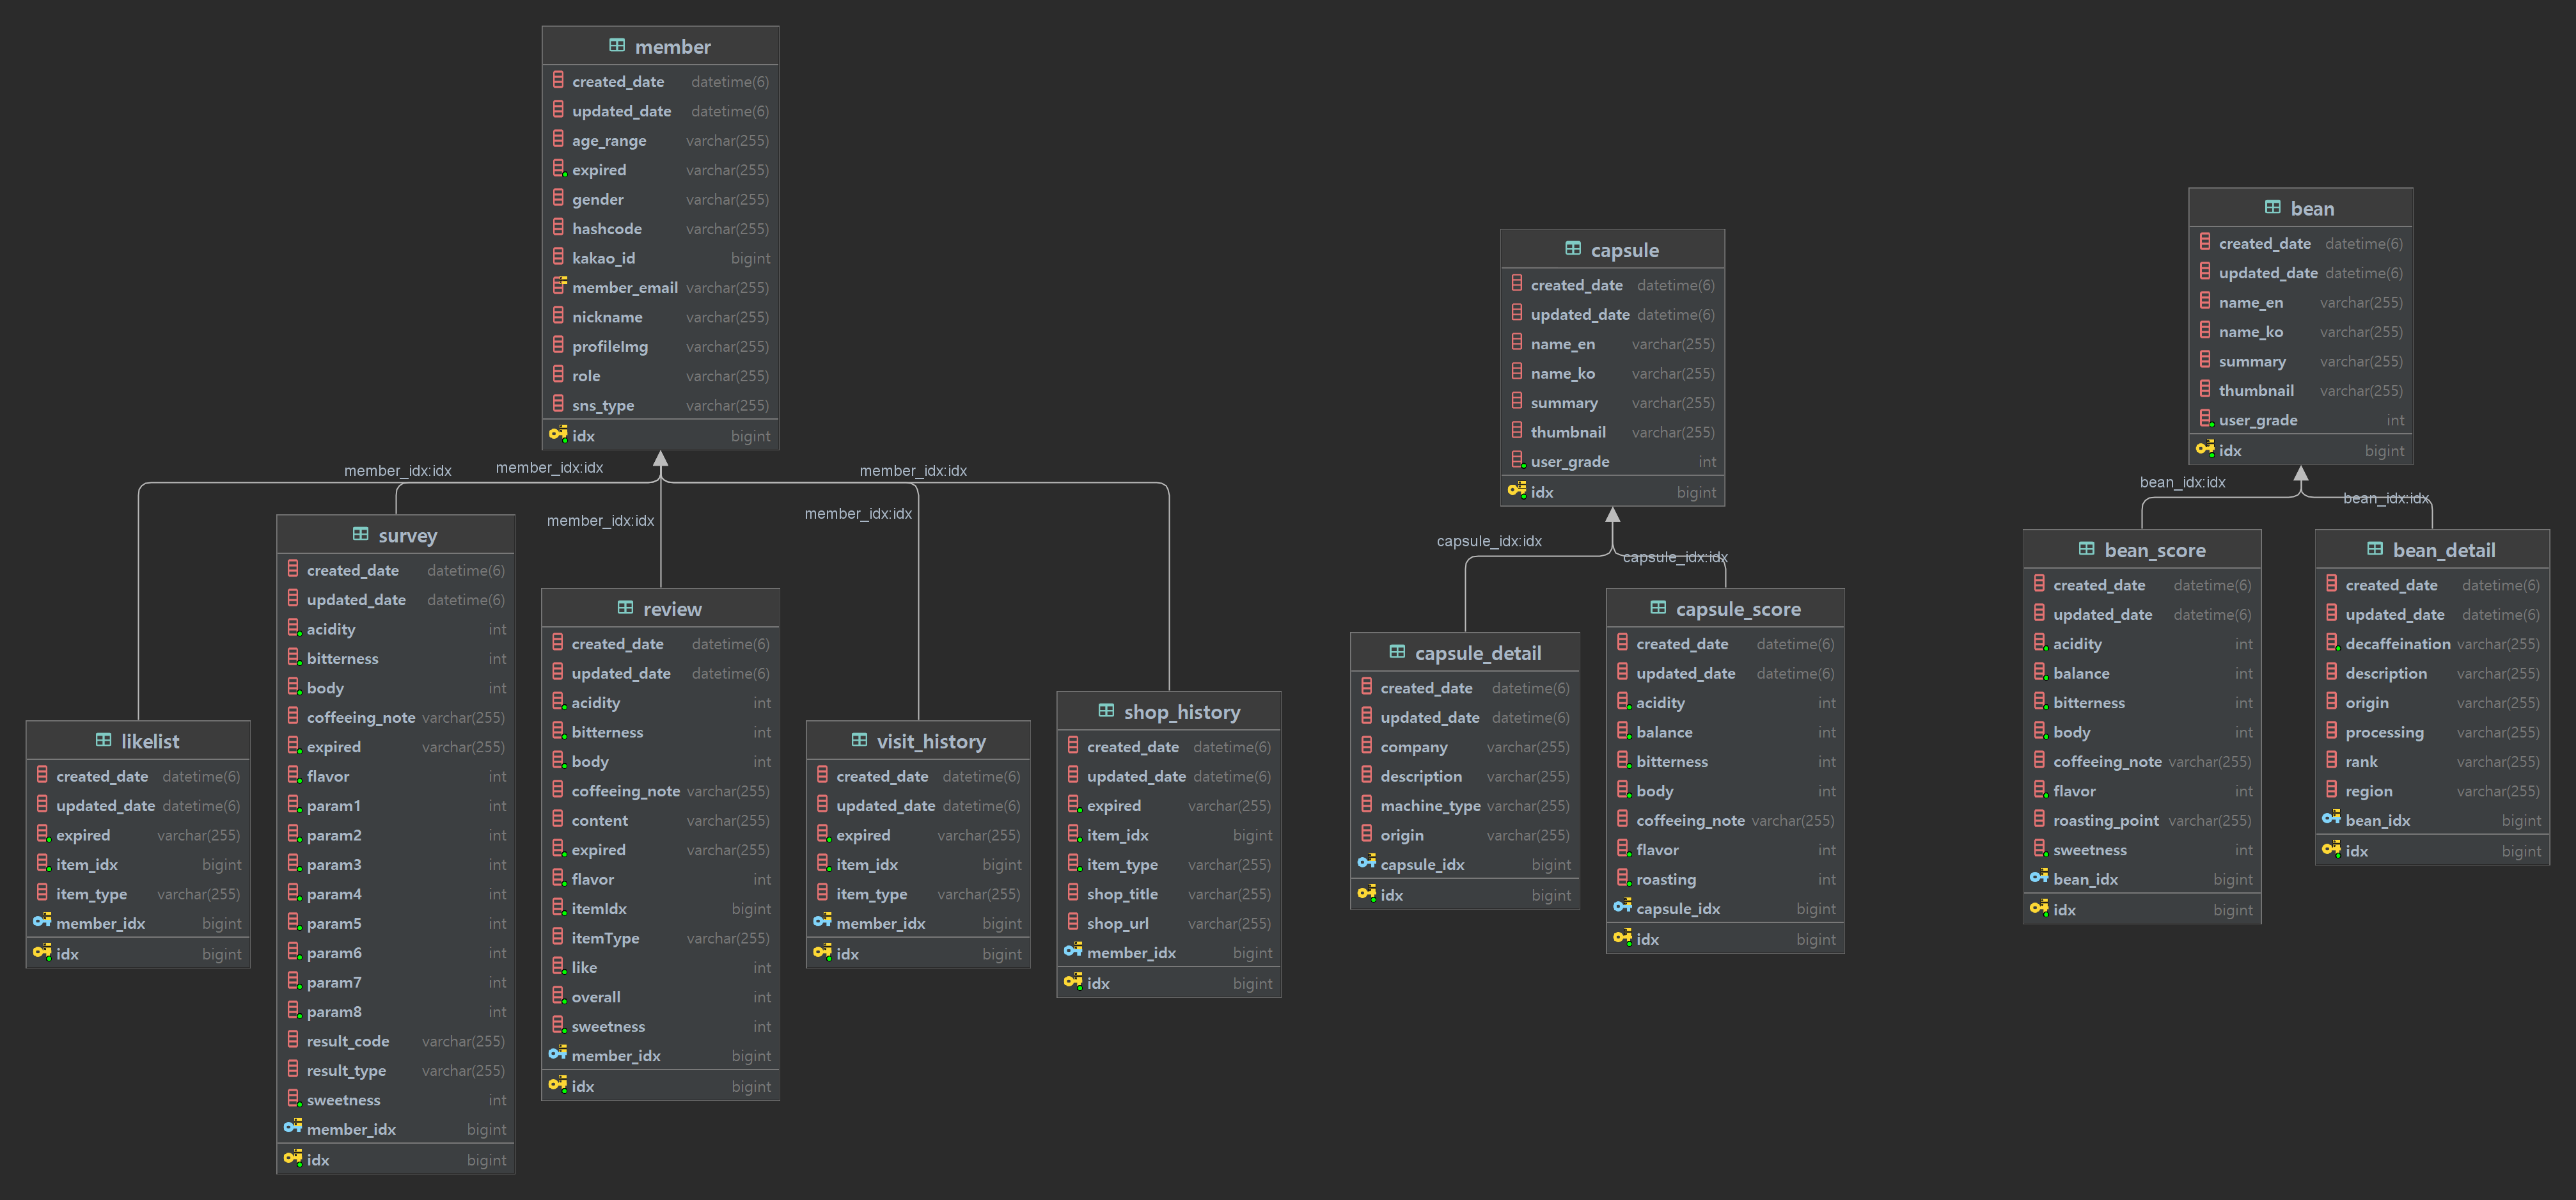 member
created_date datetime(6)
updated_date datetime(6)
age_range varchar(255)
expired varchar(255)
gender varchar(255)
hashcode varchar(255)
kakao_id bigint
member_email varchar(255)
nickname varchar(255)
profileImg varchar(255)
role varchar(255)
sns_type varchar(255)
idx bigint
member_idx:idx
member_idx:idx
member_idx:idx
member_idx:idx
member_idx:idx
likelist
created_date datetime(6)
updated_date datetime(6)
expired varchar(255)
item_idx bigint
item_type varchar(255)
member_idx bigint
idx bigint
survey
created_date datetime(6)
updated_date datetime(6)
acidity int
bitterness int
body int
coffeeing_note varchar(255)
expired varchar(255)
flavor int
param1 int
param2 int
param3 int
param4 int
param5 int
param6 int
param7 int
param8 int
result_code varchar(255)
result_type varchar(255)
sweetness int
member_idx bigint
idx bigint
review
created_date datetime(6)
updated_date datetime(6)
acidity int
bitterness int
body int
coffeeing_note varchar(255)
content varchar(255)
expired varchar(255)
flavor int
itemIdx bigint
itemType varchar(255)
like int
overall int
sweetness int
member_idx bigint
idx bigint
visit_history
created_date datetime(6)
updated_date datetime(6)
expired varchar(255)
item_idx bigint
item_type varchar(255)
member_idx bigint
idx bigint
shop_history
created_date datetime(6)
updated_date datetime(6)
expired varchar(255)
item_idx bigint
item_type varchar(255)
shop_title varchar(255)
shop_url varchar(255)
member_idx bigint
idx bigint
capsule
created_date datetime(6)
updated_date datetime(6)
name_en varchar(255)
name_ko varchar(255)
summary varchar(255)
thumbnail varchar(255)
user_grade int
idx bigint
capsule_idx:idx
capsule_idx:idx
capsule_detail
created_date datetime(6)
updated_date datetime(6)
company varchar(255)
description varchar(255)
machine_type varchar(255)
origin varchar(255)
capsule_idx bigint
idx bigint
capsule_score
created_date datetime(6)
updated_date datetime(6)
acidity int
balance int
bitterness int
body int
coffeeing_note varchar(255)
flavor int
roasting int
capsule_idx bigint
idx bigint
bean
created_date datetime(6)
updated_date datetime(6)
name_en varchar(255)
name_ko varchar(255)
summary varchar(255)
thumbnail varchar(255)
user_grade int
idx bigint
bean_idx:idx
bean_idx:idx
bean_score
created_date datetime(6)
updated_date datetime(6)
acidity int
balance int
bitterness int
body int
coffeeing_note varchar(255)
flavor int
roasting_point varchar(255)
sweetness int
bean_idx bigint
idx bigint
bean_detail
created_date datetime(6)
updated_date datetime(6)
decaffeination varchar(255)
description varchar(255)
origin varchar(255)
processing varchar(255)
rank varchar(255)
region varchar(255)
bean_idx bigint
idx bigint